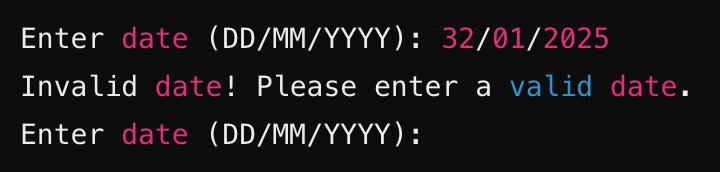 Enter date (DD/MM/YYYY): 32/01/2025
Invalid date! Please enter a valid date.
Enter date (DD/MM/YYYY):